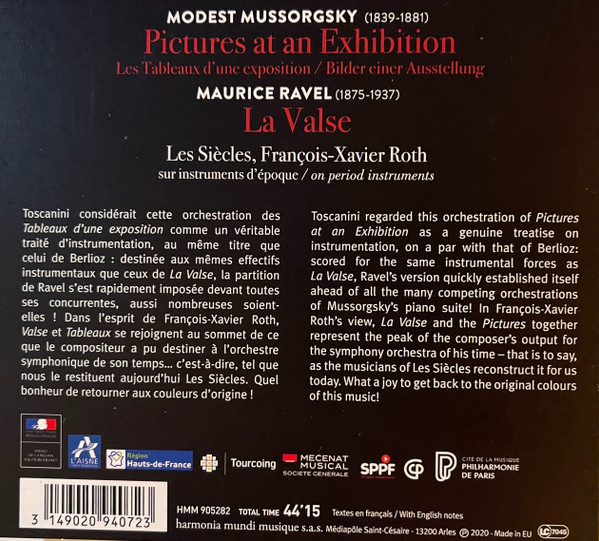 MODEST MUSSORGSKY (1839-1881)
Pictures at an Exhibition
Les Tableaux d'une exposition / Bilder einer Ausstellung
MAURICE RAVEL (1875-1937)
La Valse
Les Siècles, François-Xavier Roth
sur instruments d'époque / on period instruments
Toscanini considérait cette orchestration des
Tableaux d'une exposition comme un véritable
traité d'instrumentation, au même titre que
celui de Berlioz : destinée aux mêmes effectifs
instrumentaux que ceux de La Valse, la partition
de Ravel s'est rapidement imposée devant toutes
ses concurrentes, aussi nombreuses soient-
elles ! Dans l'esprit de François-Xavier Roth,
Valse et Tableaux se rejoignent au sommet de ce
que le compositeur a pu destiner à l'orchestre
symphonique de son temps... c'est-à-dire, tel que
nous le restituent aujourd'hui Les Siècles. Quel
bonheur de retourner aux couleurs d'origine !
Toscanini regarded this orchestration of Pictures
at an Exhibition as a genuine treatise on
instrumentation, on a par with that of Berlioz:
scored for the same instrumental forces as
La Valse, Ravel's version quickly established itself
ahead of all the many competing orchestrations
of Mussorgsky's piano suite! In François-Xavier
Roth's view, La Valse and the Pictures together
represent the peak of the composer's output for
the symphony orchestra of his time – that is to say,
as the musicians of Les Siècles reconstruct it for us
today. What a joy to get back to the original colours
of this music!
L'AISNE
Région
Hauts-de-France
Tourcoing
MECENAT
MUSICAL
SOCIETE GENERALE
SPPF
CITÉ DE LA MUSIQUE
PHILHARMONIE
DE PARIS
3 149020 940723
HMM 905282 TOTAL TIME 44'15 Textes en français / With English notes
harmonia mundi musique s.a.s. Médiapôle Saint-Césaire - 13200 Arles ℗ 2020 - Made in EU
LC 7045